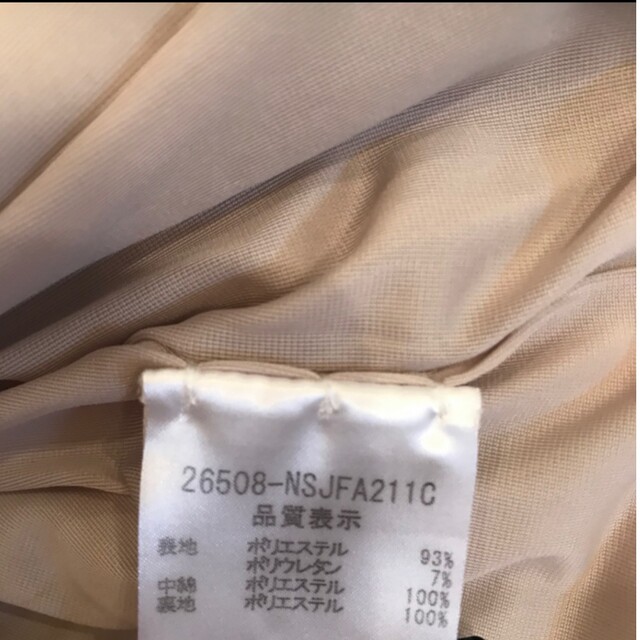 26508-NSJFA211C
品質表示
表地 ポリエステル 93%
ポリウレタン 7%
中綿 ポリエステル 100%
裏地 ポリエステル 100%